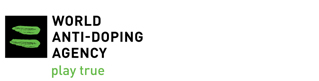 WORLD
ANTI-DOPING
AGENCY
play true